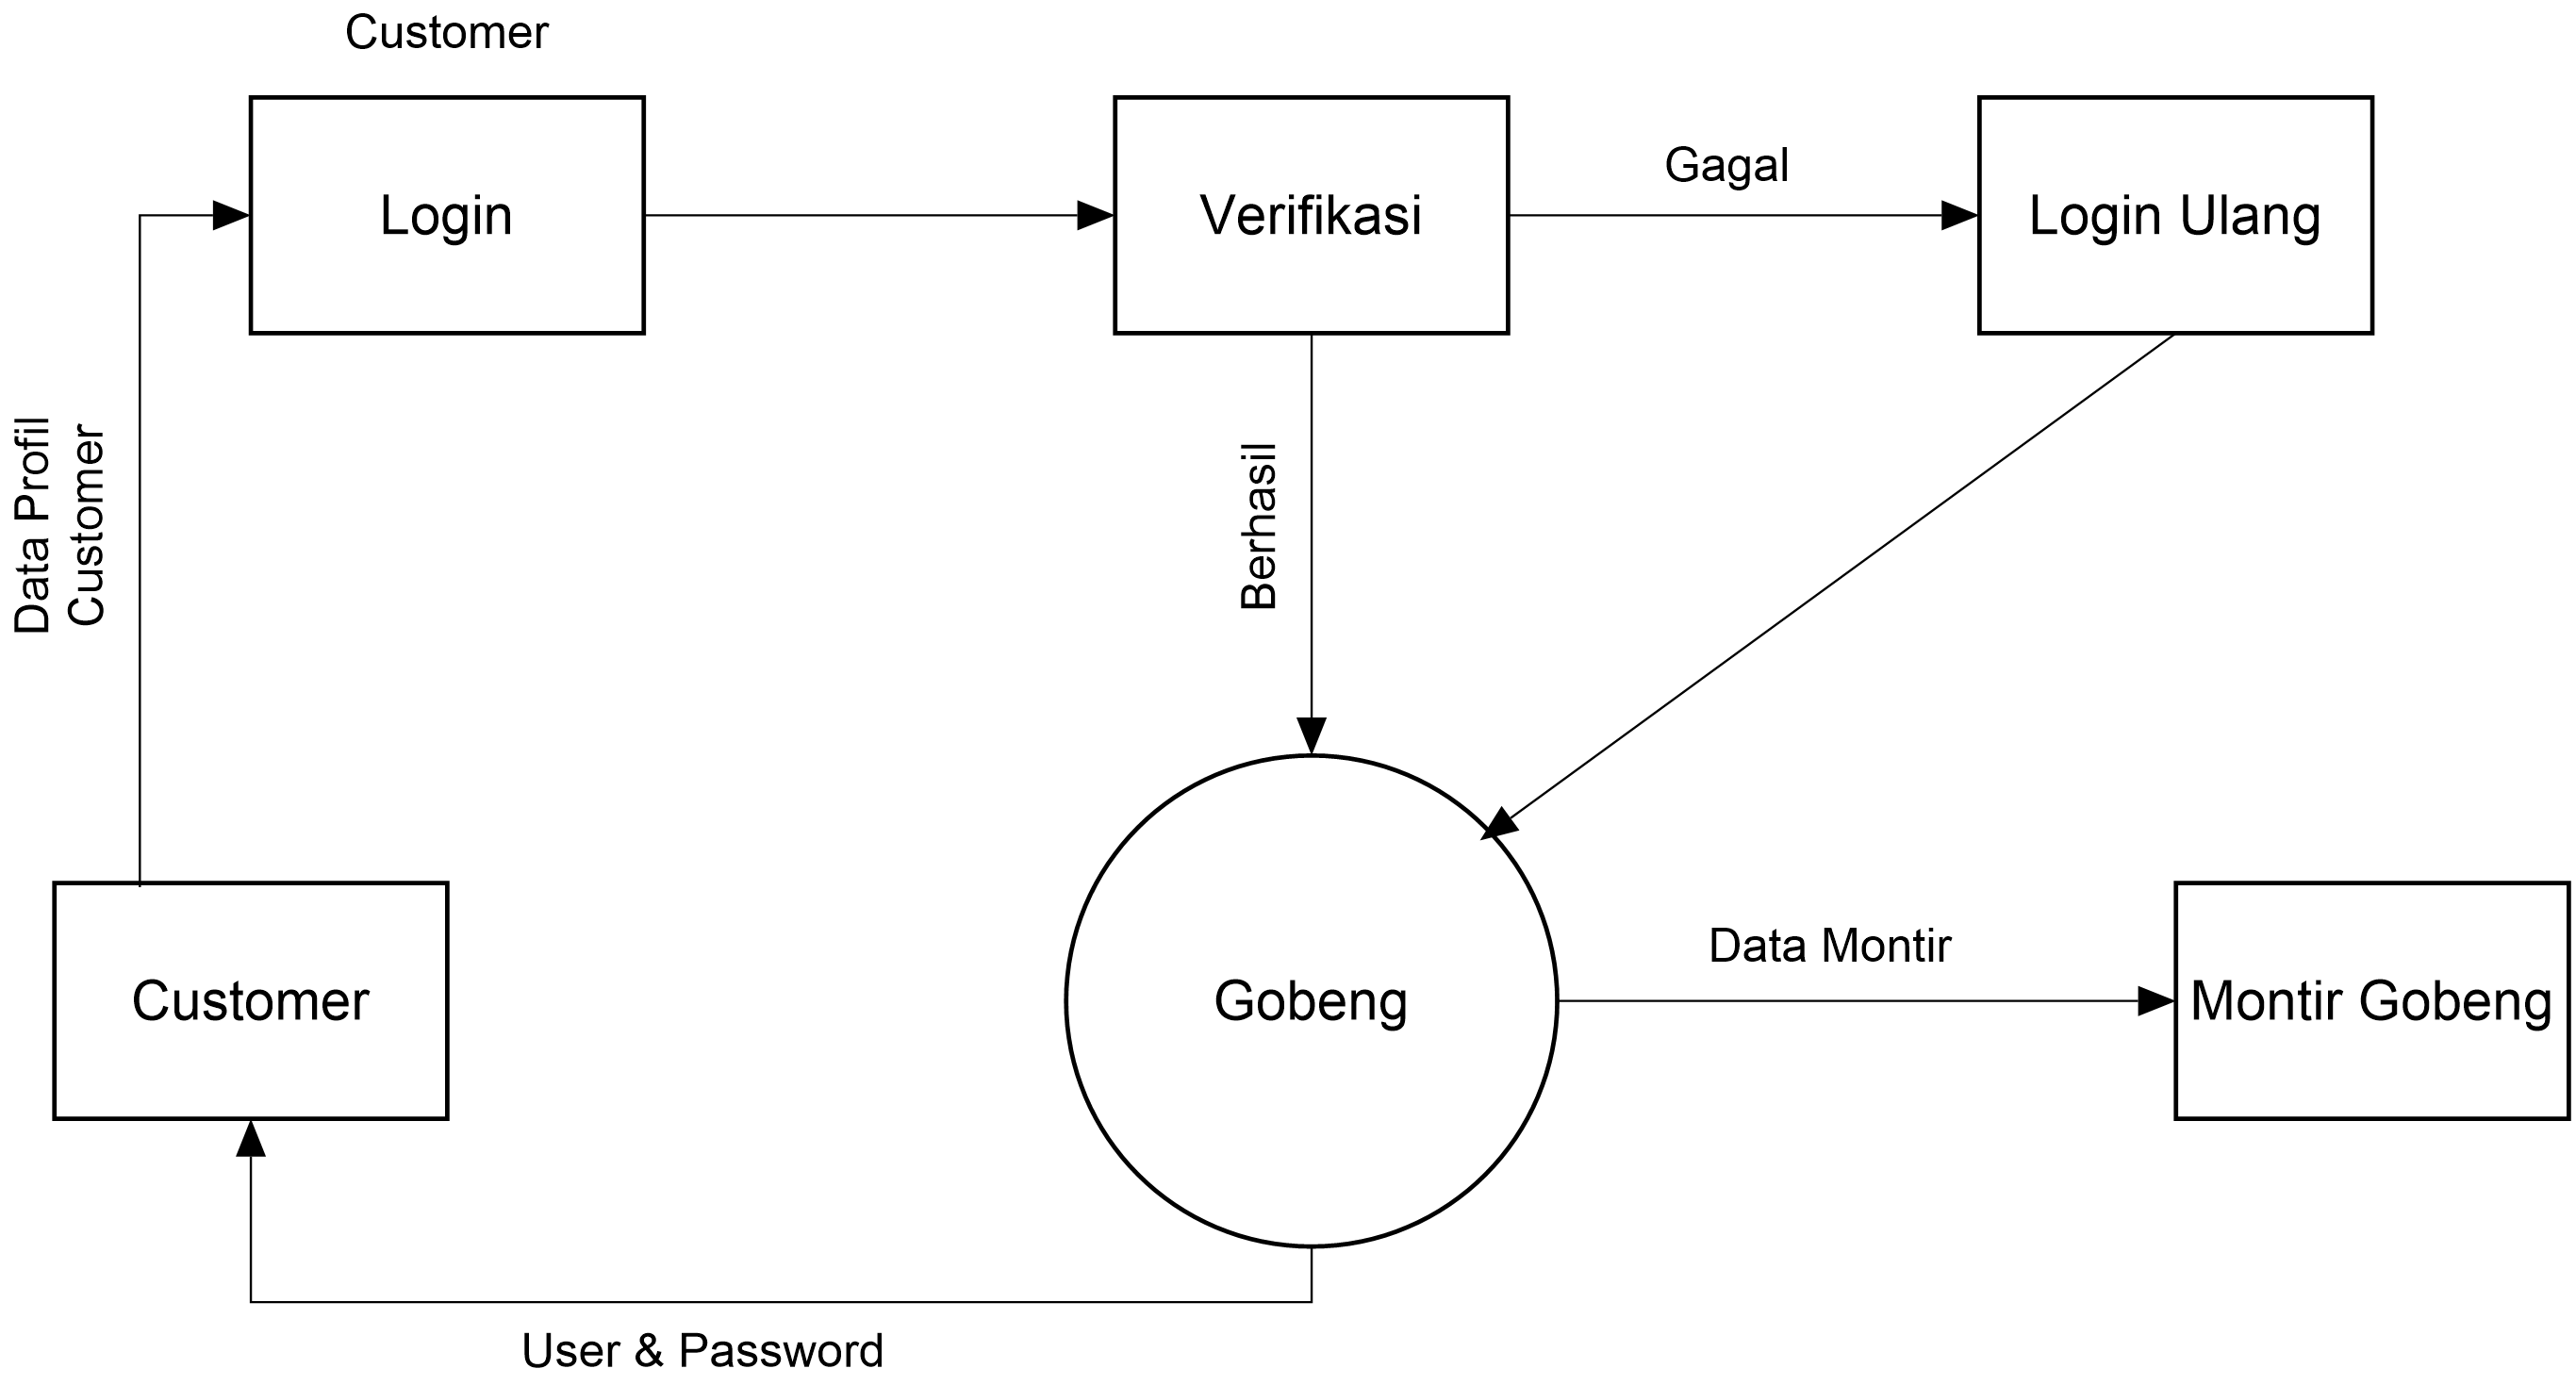 Customer
Login
Verifikasi
Gagal
Login Ulang
Data Profil
Customer
Berhasil
Customer
Gobeng
Data Montir
Montir Gobeng
User & Password